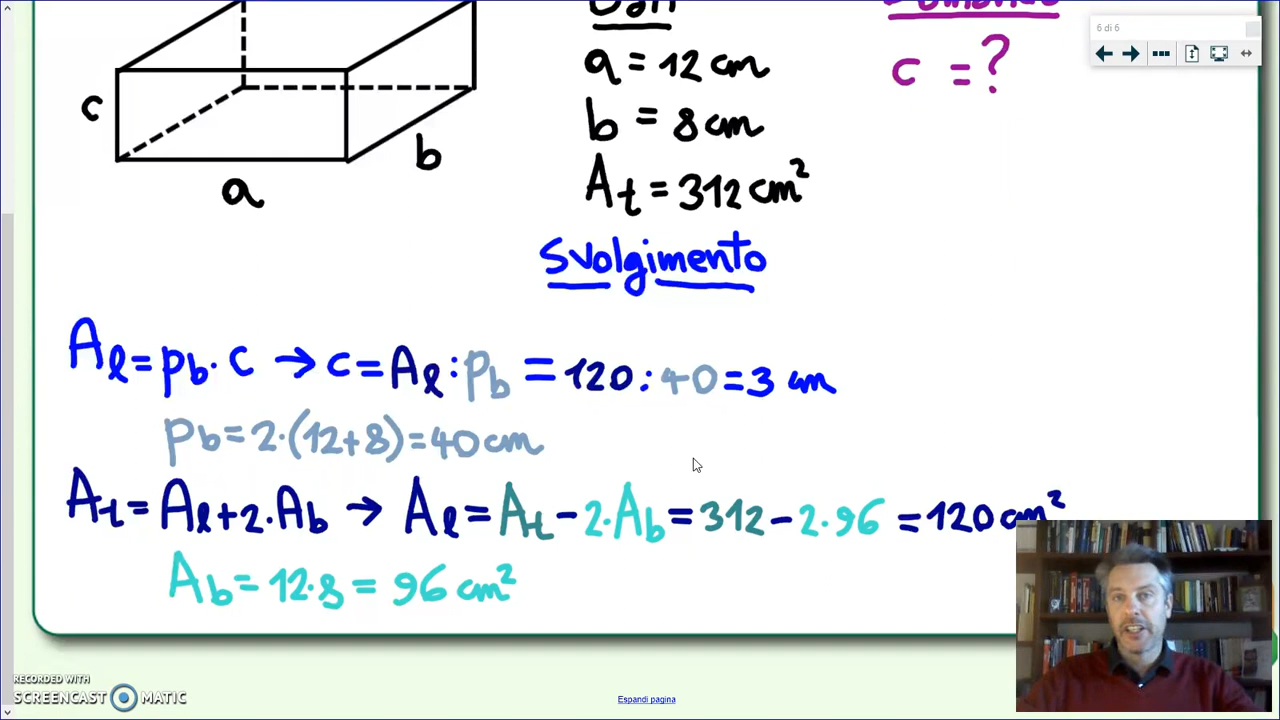 Dati
6 di 6
a = 12 cm
c = ?
b = 8 cm
c
b
a
At = 312 cm²
Svolgimento
Al = pb · c → c = Al : pb = 120 : 40 = 3 cm
pb = 2 · (12 + 8) = 40 cm
At = Al + 2 · Ab → Al = At - 2 · Ab = 312 - 2 · 96 = 120 cm²
Ab = 12 · 8 = 96 cm²
RECORDED WITH
SCREENCAST MATIC
Espandi pagina